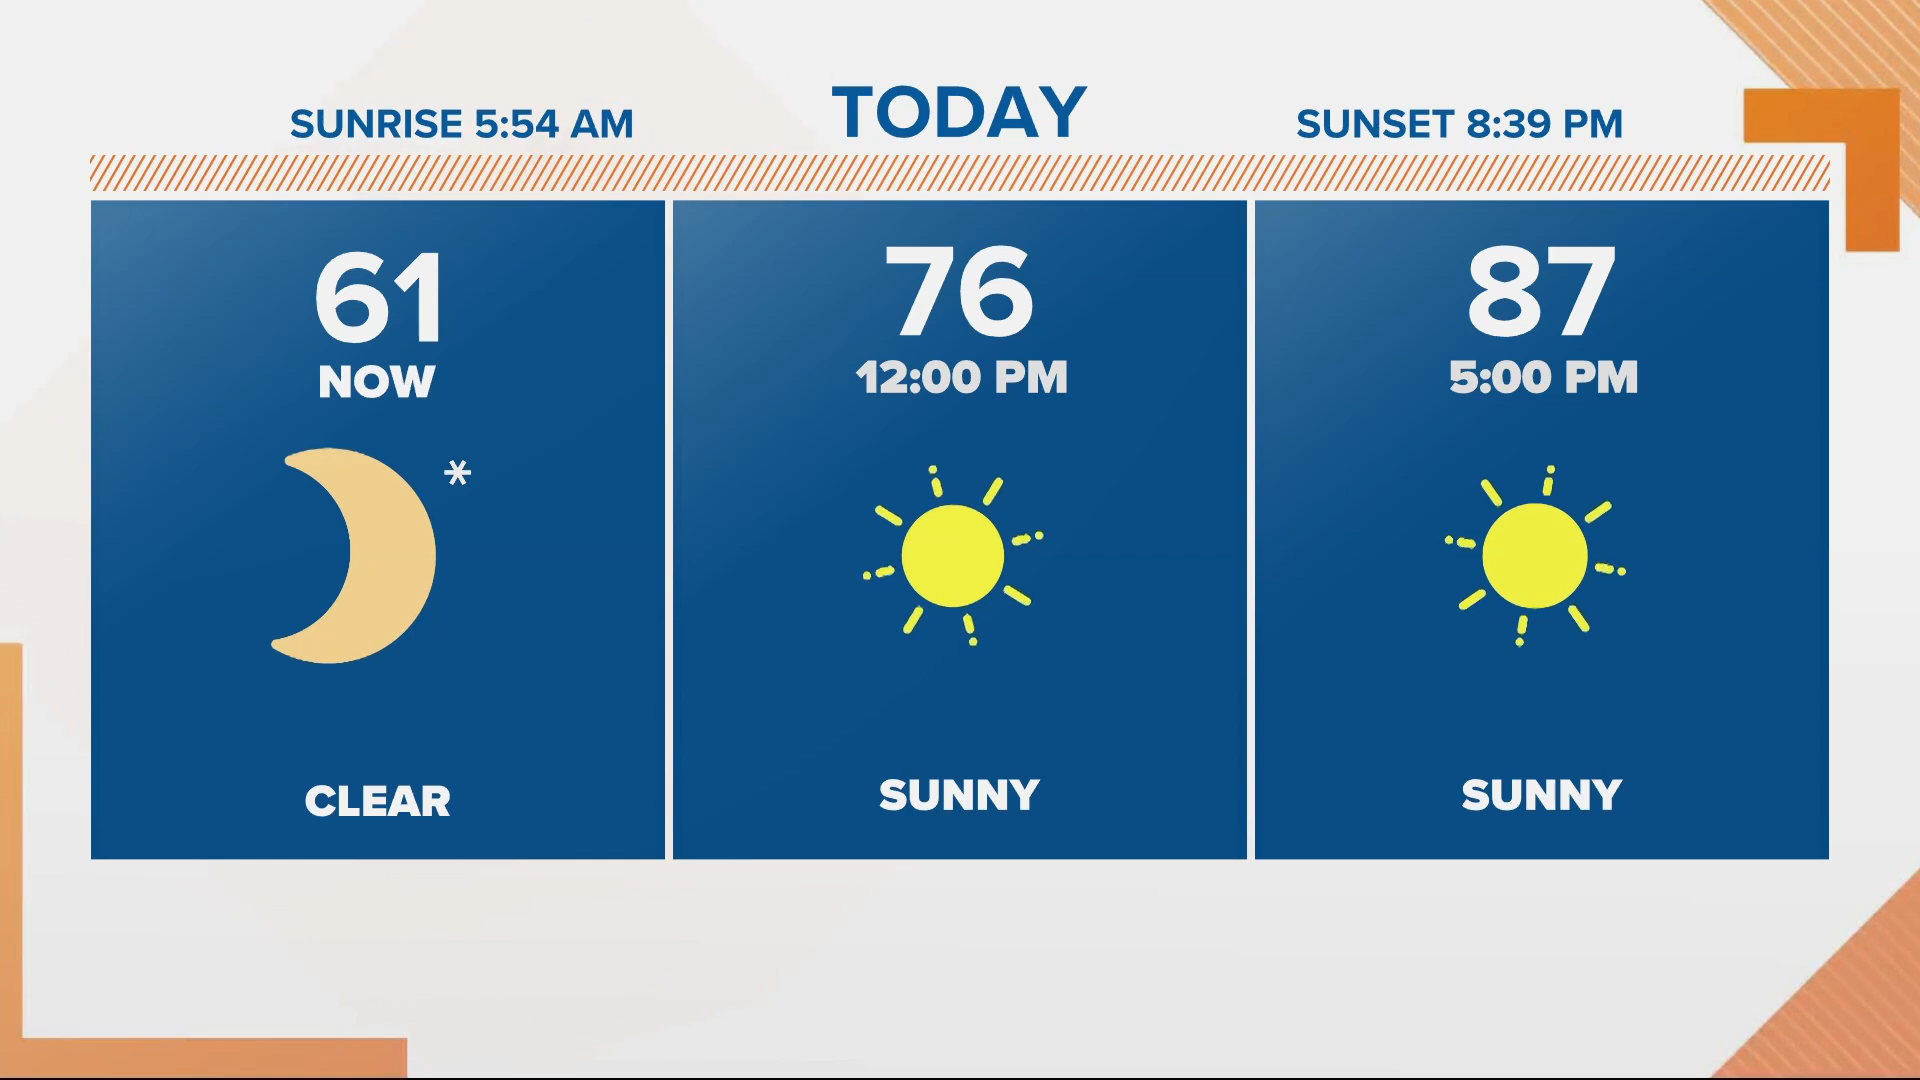 SUNRISE 5:54 AM
TODAY
SUNSET 8:39 PM
61
NOW
CLEAR
76
12:00 PM
SUNNY
87
5:00 PM
SUNNY